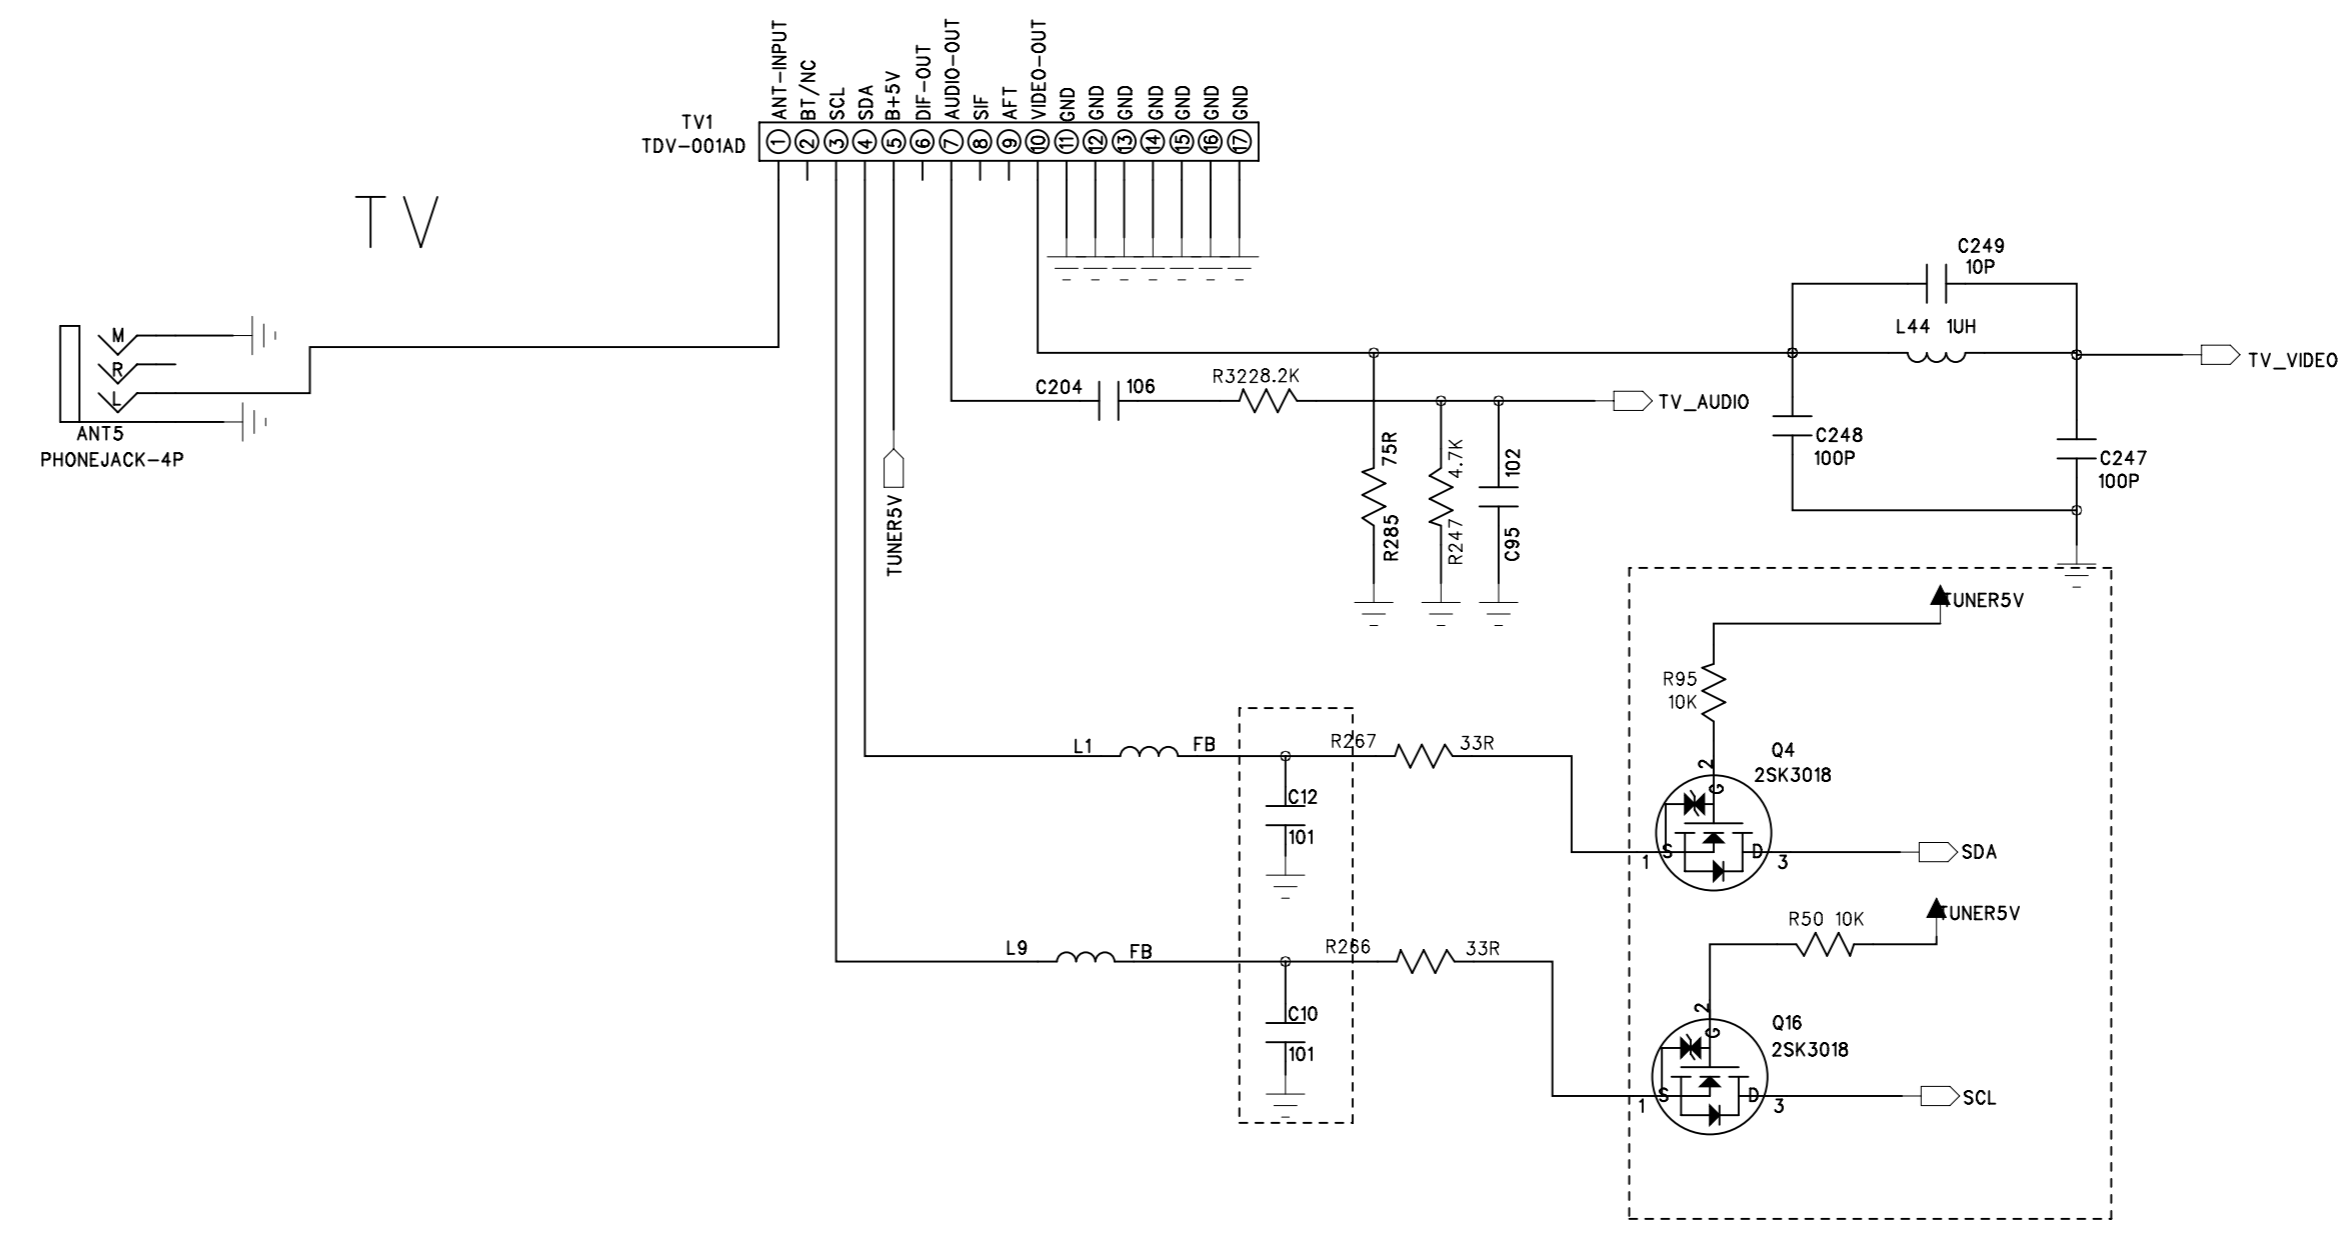 ANT-INPUT
BT/NC
SCL
SDA
B+5V
DIF-OUT
AUDIO-OUT
SIF
AFT
VIDEO-OUT
GND
GND
GND
GND
GND
GND
GND
TV1
TDV-001AD
1 2 3 4 5 6 7 8 9 10 11 12 13 14 15 16 17
TV
M
R
L
ANT5
PHONEJACK-4P
C249
10P
L44 1UH
TV_VIDEO
C204 106
R3228.2K
TV_AUDIO
C248
100P
C247
100P
75R
R285
4.7K
R247
102
C95
TUNER5V
TUNER5V
R95
10K
L1 FB
R267 33R
Q4
2SK3018
C12
101
2
G
1 S D 3
SDA
R50 10K
TUNER5V
L9 FB
R266 33R
C10
101
Q16
2SK3018
2
G
1 S D 3
SCL